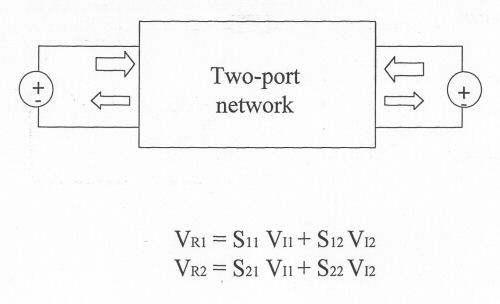 +
-
Two-port
network
+
-
VR1 = S11 VI1 + S12 VI2
VR2 = S21 VI1 + S22 VI2